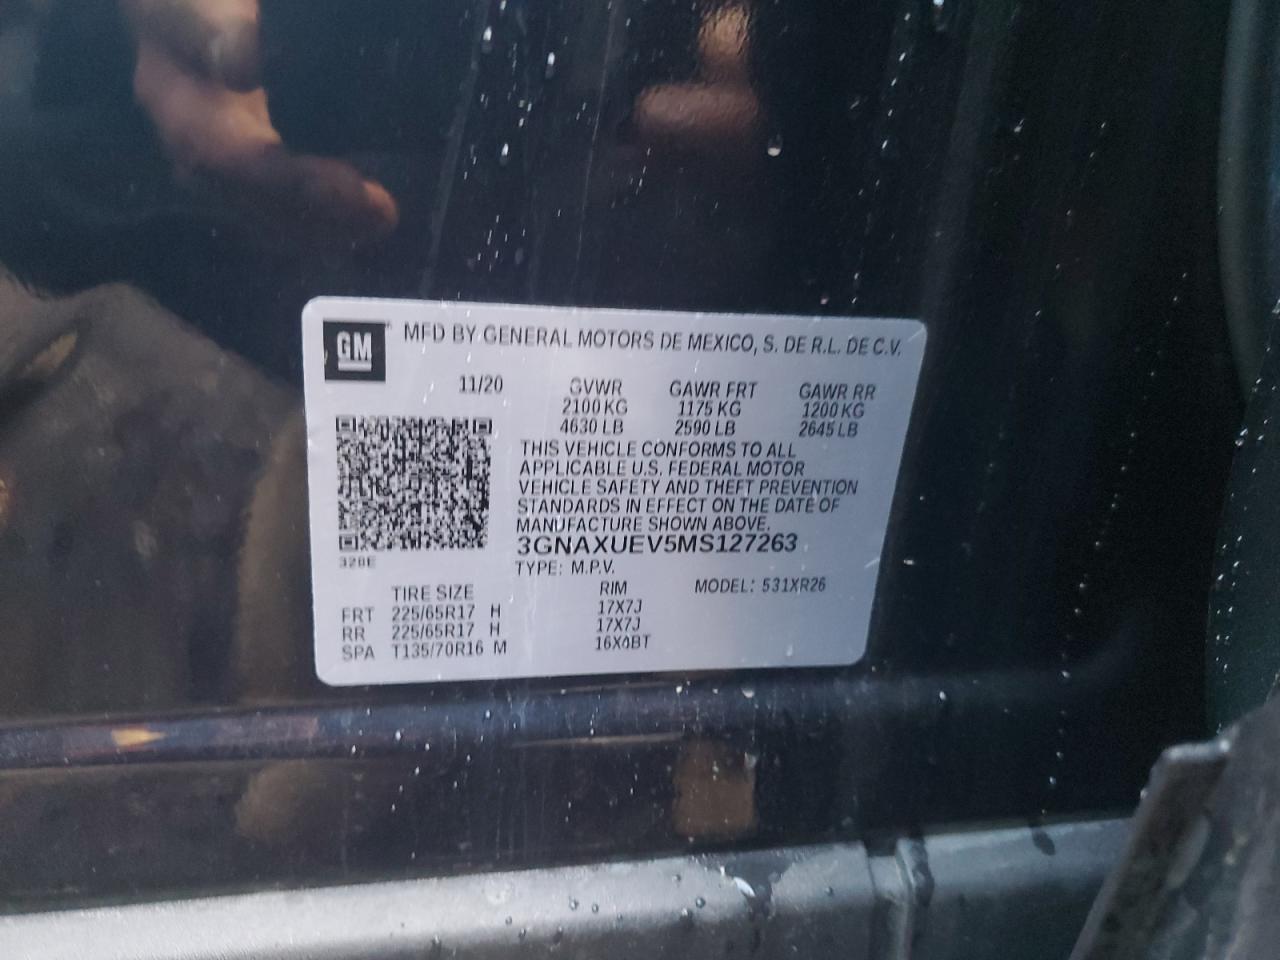 GM
MFD BY GENERAL MOTORS DE MEXICO, S. DE R.L. DE C.V.
11/20 GVWR GAWR FRT GAWR RR
2100 KG 1175 KG 1200 KG
4630 LB 2590 LB 2645 LB
THIS VEHICLE CONFORMS TO ALL
APPLICABLE U.S. FEDERAL MOTOR
VEHICLE SAFETY AND THEFT PREVENTION
STANDARDS IN EFFECT ON THE DATE OF
MANUFACTURE SHOWN ABOVE.
3GNAXUEV5MS127263
328E
TYPE: M.P.V.
TIRE SIZE RIM MODEL: 531XR26
FRT 225/65R17 H 17X7J
RR 225/65R17 H 17X7J
SPA T135/70R16 M